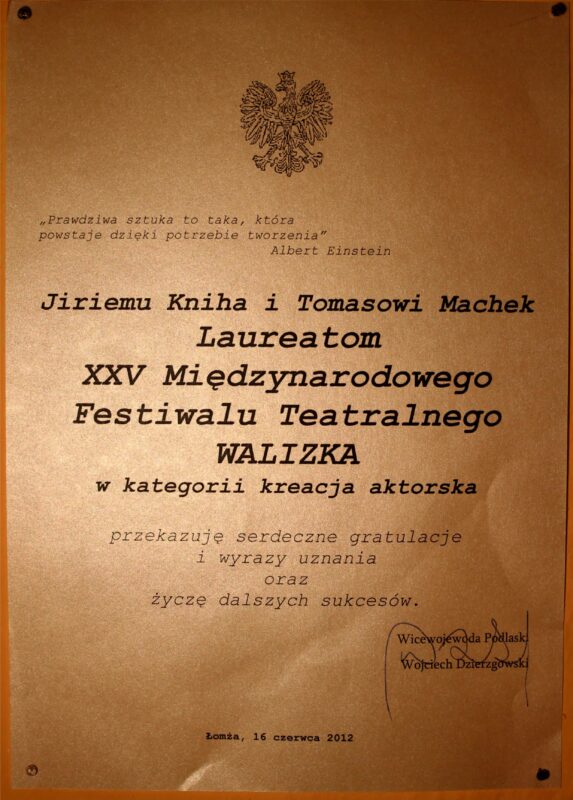 „Prawdziwa sztuka to taka, która
powstaje dzięki potrzebie tworzenia”
Albert Einstein
Jiriemu Kniha i Tomasowi Machek
Laureatom
XXV Międzynarodowego
Festiwalu Teatralnego
WALIZKA
w kategorii kreacja aktorska
przekazuję serdeczne gratulacje
i wyrazy uznania
oraz
życzę dalszych sukcesów.
Wicewojewoda Podlaski
Wojciech Dzierzgowski
Łomża, 16 czerwca 2012